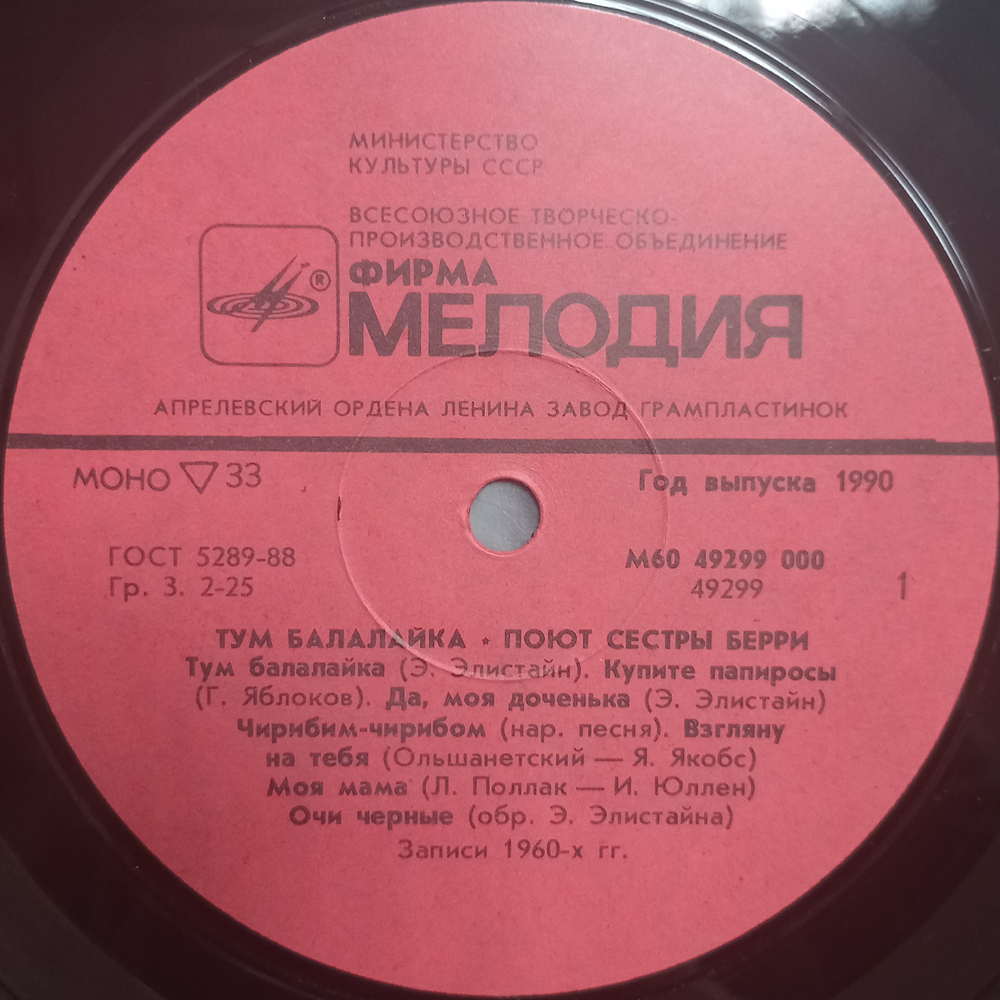 МИНИСТЕРСТВО
КУЛЬТУРЫ СССР
ВСЕСОЮЗНОЕ ТВОРЧЕСКО-
ПРОИЗВОДСТВЕННОЕ ОБЪЕДИНЕНИЕ
®
ФИРМА
МЕЛОДИЯ
АПРЕЛЕВСКИЙ ОРДЕНА ЛЕНИНА ЗАВОД ГРАМПЛАСТИНОК
МОНО ▽ 33
Год выпуска 1990
ГОСТ 5289-88
Гр. 3. 2-25
М60 49299 000
49299
1
ТУМ БАЛАЛАЙКА • ПОЮТ СЕСТРЫ БЕРРИ
Тум балалайка (Э. Элистайн). Купите папиросы
(Г. Яблоков). Да, моя доченька (Э. Элистайн)
Чирибим-чирибом (нар. песня). Взгляну
на тебя (Ольшанетский — Я. Якобс)
Моя мама (Л. Поллак — И. Юллен)
Очи черные (обр. Э. Элистайна)
Записи 1960-х гг.